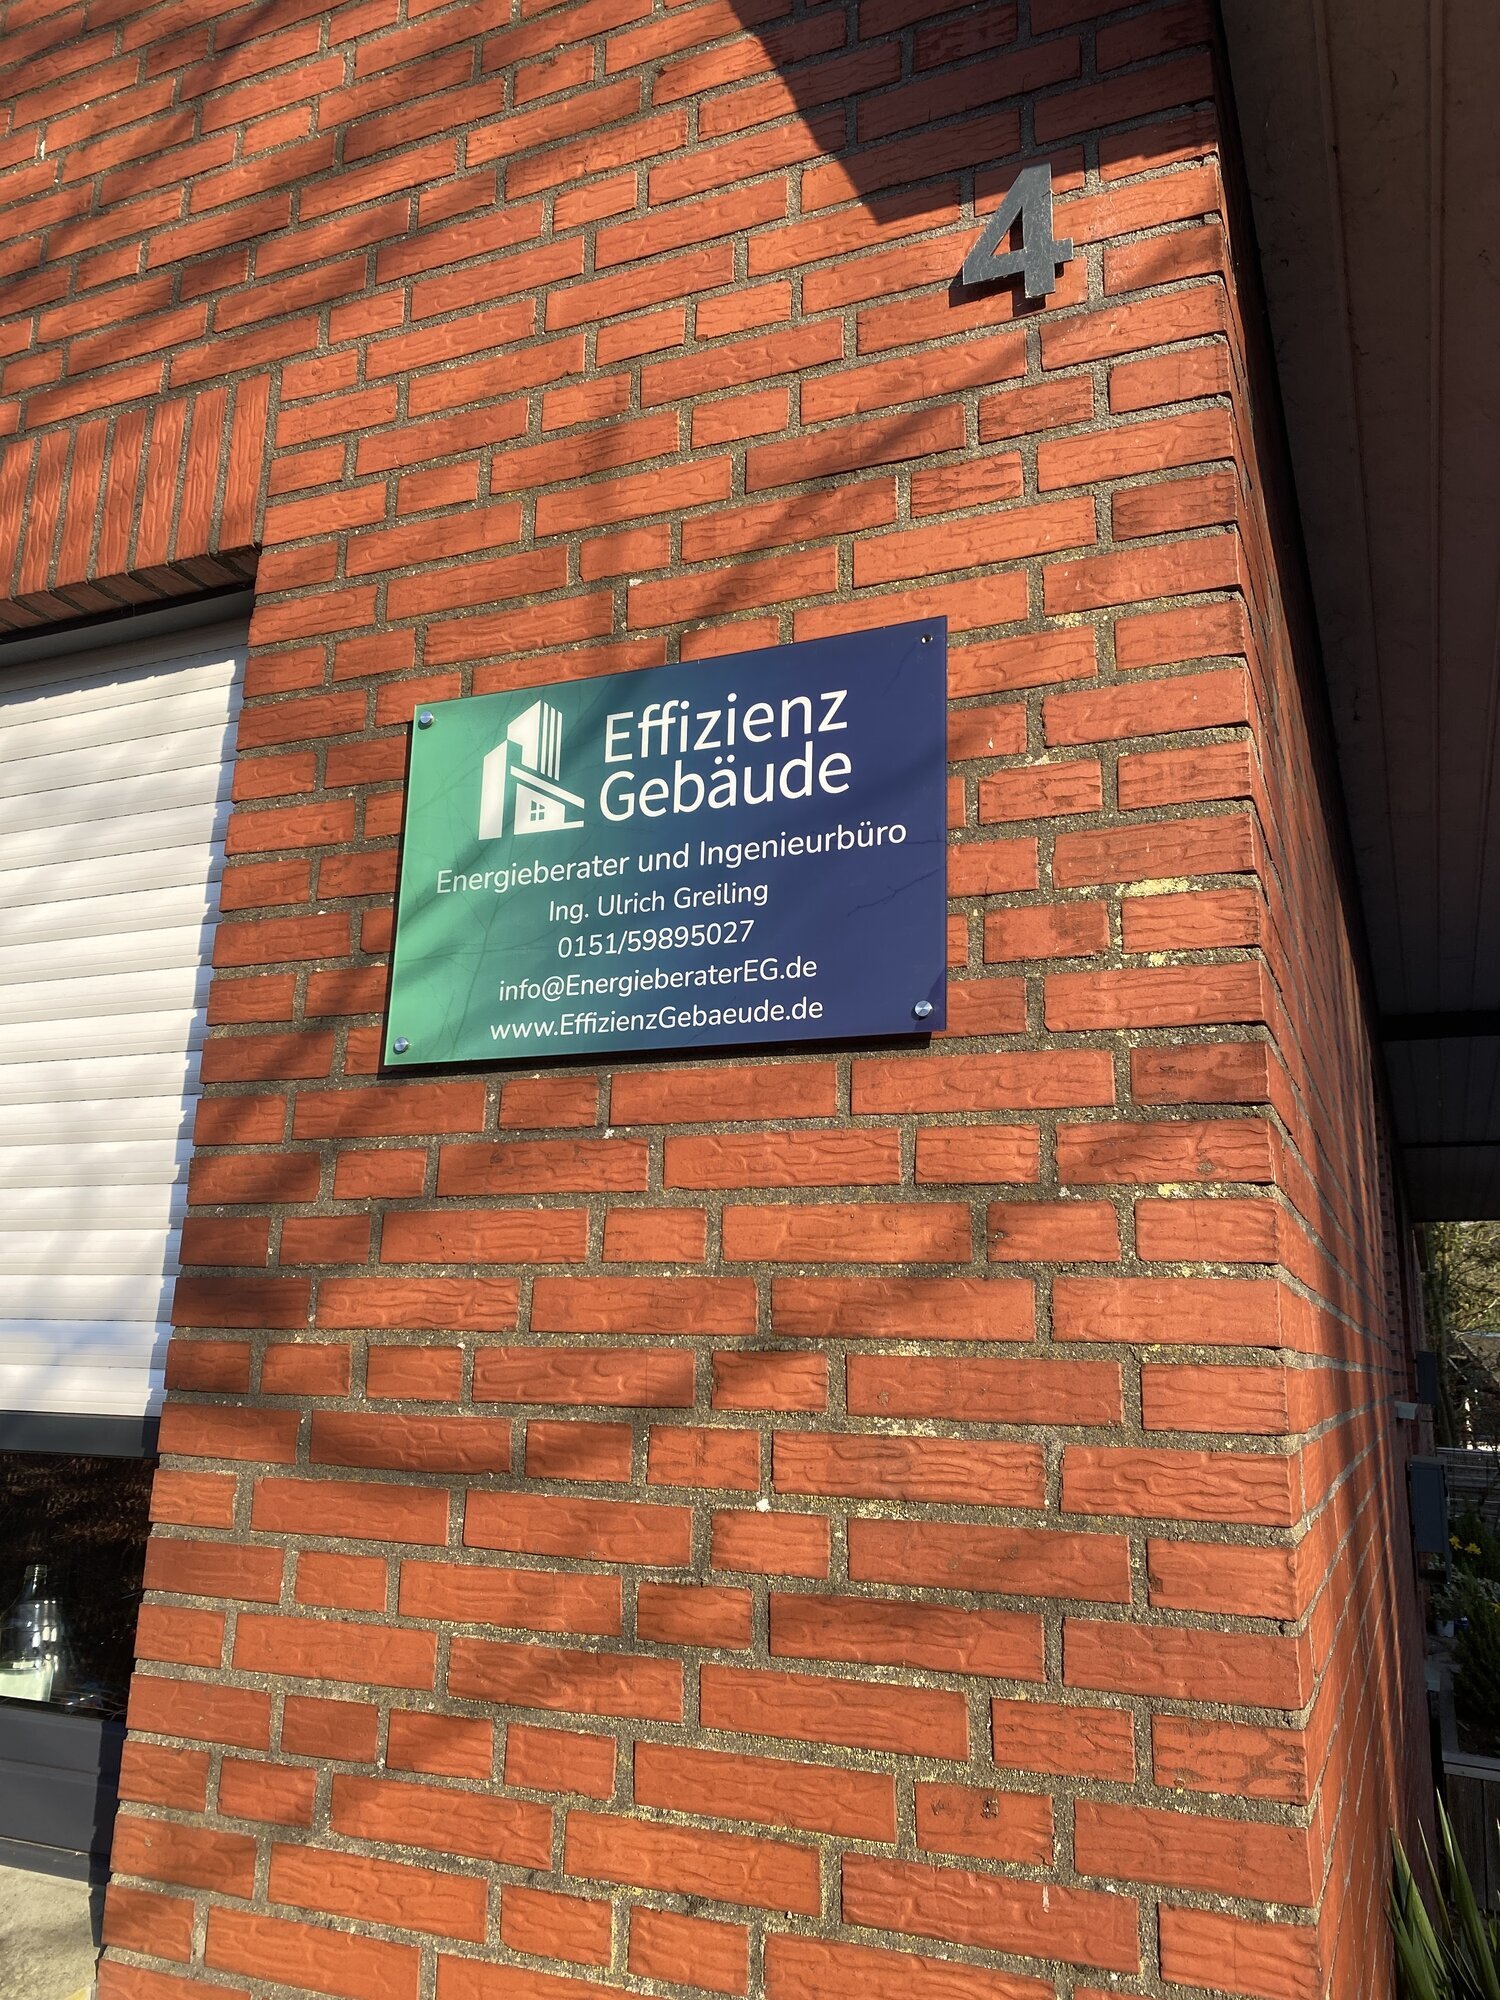 4
Effizienz
Gebäude
Energieberater und Ingenieurbüro
Ing. Ulrich Greiling
0151/59895027
info@EnergieberaterEG.de
www.EffizienzGebaeude.de